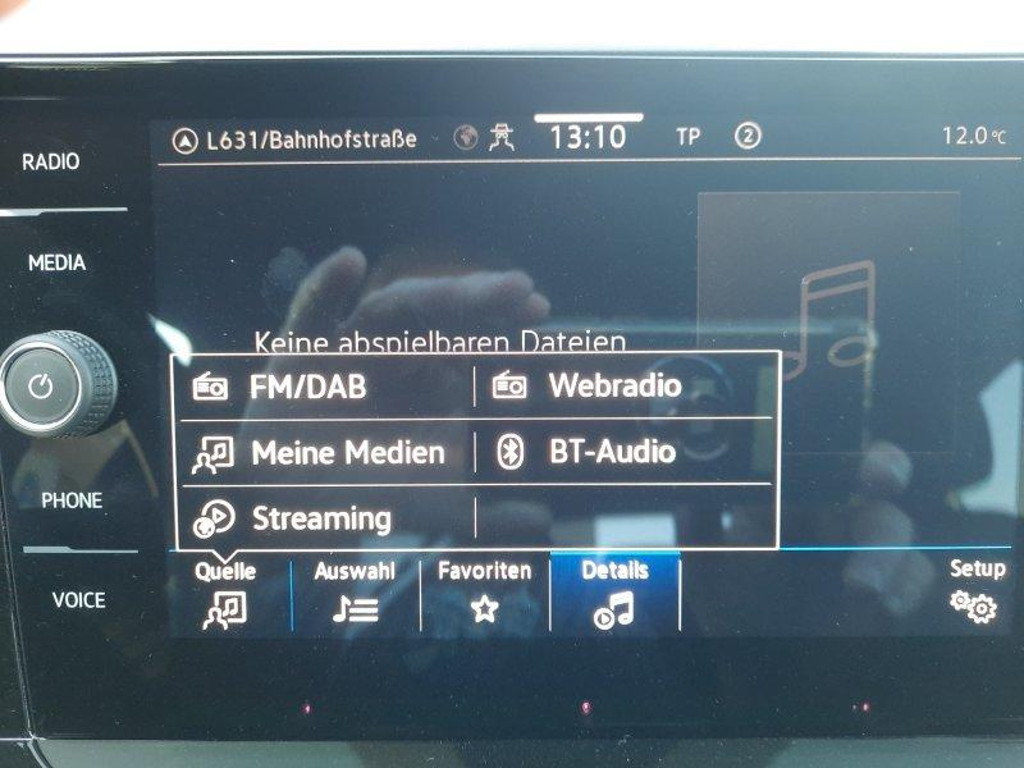 RADIO
MEDIA
PHONE
VOICE
L631/Bahnhofstraße 13:10 TP 2 12.0 °C
Keine abspielbaren Dateien
FM/DAB Webradio
Meine Medien BT-Audio
Streaming
Quelle Auswahl Favoriten Details Setup